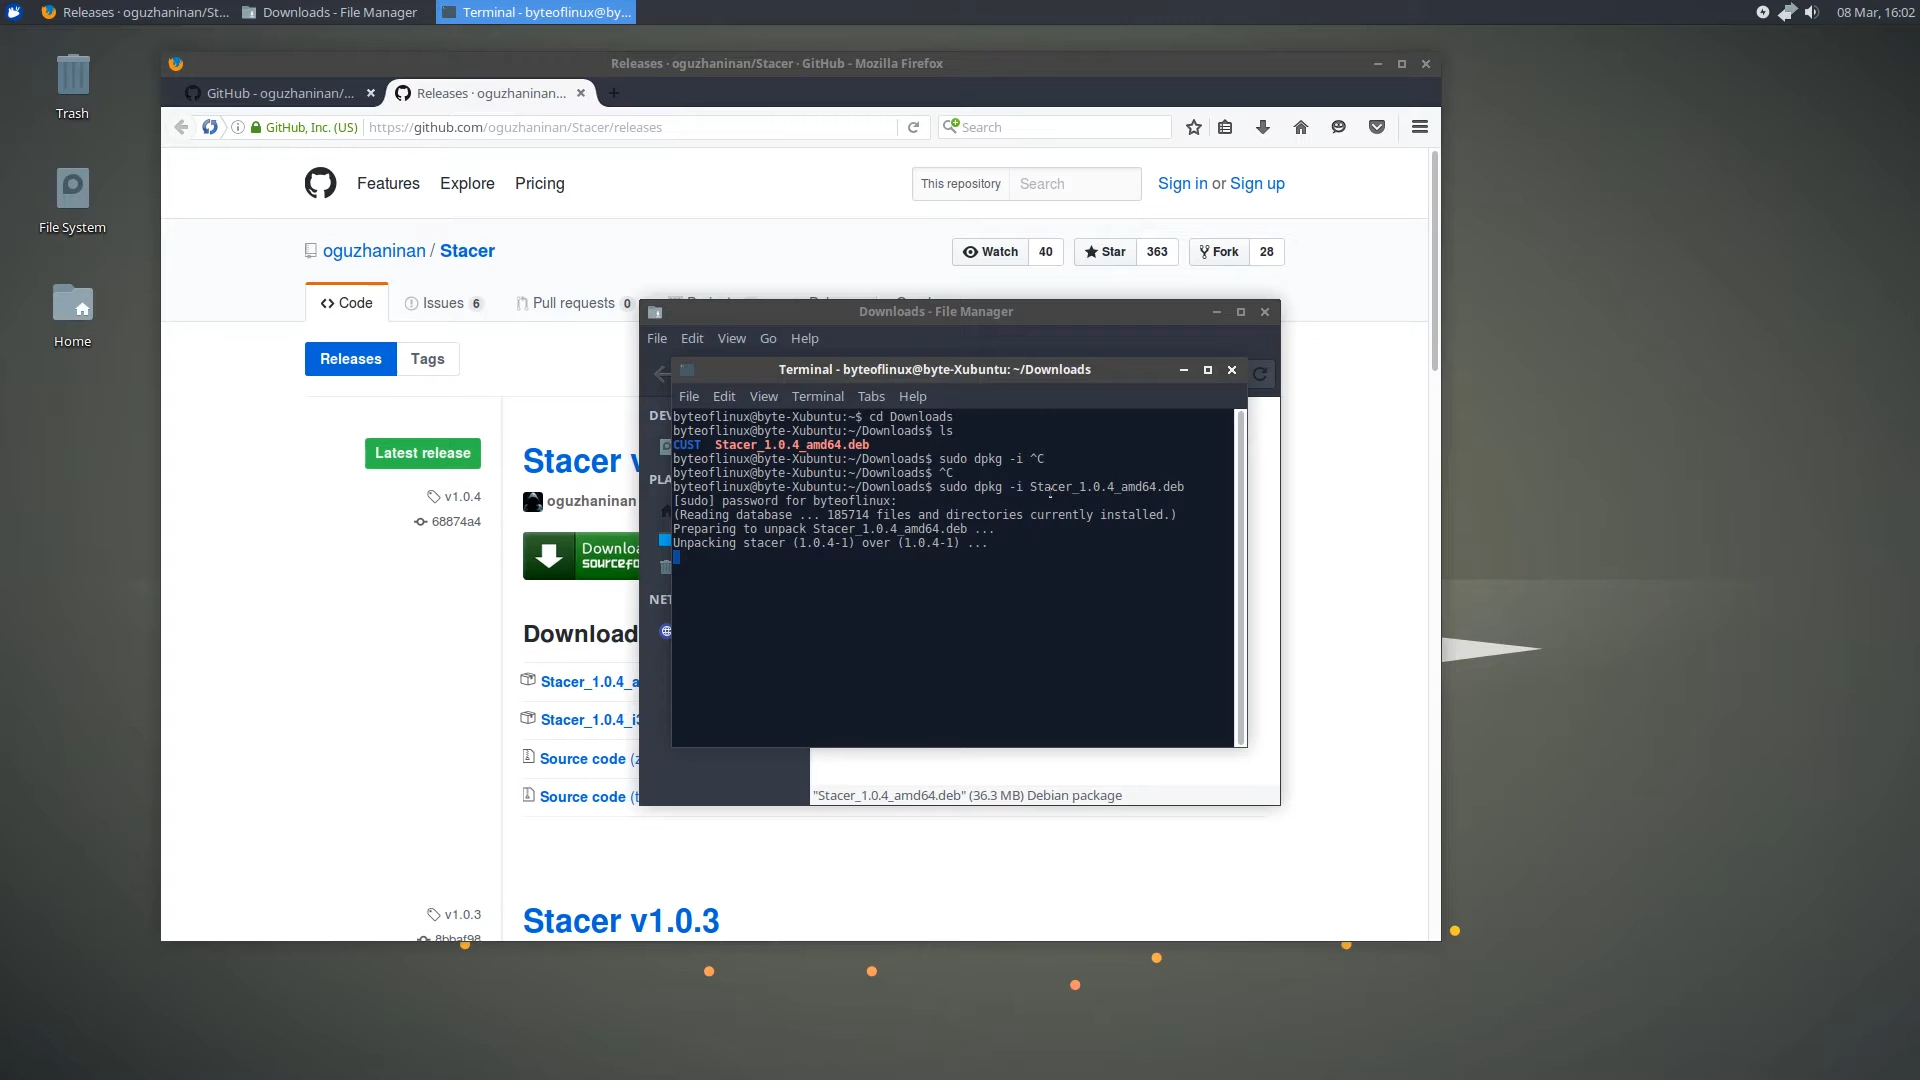 Releases · oguzhaninan/St...
Downloads - File Manager
Terminal - byteoflinux@by...
08 Mar, 16:02
Trash
File System
Home
Releases · oguzhaninan/Stacer · GitHub - Mozilla Firefox
GitHub - oguzhaninan/...
Releases · oguzhaninan...
GitHub, Inc. (US)
https://github.com/oguzhaninan/Stacer/releases
Search
Features Explore Pricing
This repository Search
Sign in or Sign up
oguzhaninan / Stacer
Watch 40
Star 363
Fork 28
Code
Issues 6
Pull requests 0
Releases Tags
Latest release
v1.0.4
68874a4
Stacer v
oguzhaninan
Downlo
sourcefo
Download
Stacer_1.0.4_a
Stacer_1.0.4_i3
Source code (z
Source code (t
v1.0.3
8bbaf98
Stacer v1.0.3
Downloads - File Manager
File Edit View Go Help
DEV
PLA
NET
"Stacer_1.0.4_amd64.deb" (36.3 MB) Debian package
Terminal - byteoflinux@byte-Xubuntu: ~/Downloads
File Edit View Terminal Tabs Help
byteoflinux@byte-Xubuntu:~$ cd Downloads
byteoflinux@byte-Xubuntu:~/Downloads$ ls
CUST Stacer_1.0.4_amd64.deb
byteoflinux@byte-Xubuntu:~/Downloads$ sudo dpkg -i ^C
byteoflinux@byte-Xubuntu:~/Downloads$ ^C
byteoflinux@byte-Xubuntu:~/Downloads$ sudo dpkg -i Stacer_1.0.4_amd64.deb
[sudo] password for byteoflinux:
(Reading database ... 185714 files and directories currently installed.)
Preparing to unpack Stacer_1.0.4_amd64.deb ...
Unpacking stacer (1.0.4-1) over (1.0.4-1) ...